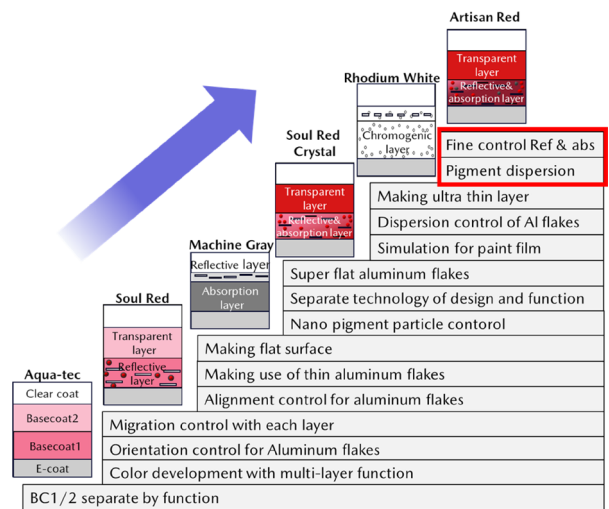 Artisan Red
Transparent
layer
Reflective&
absorption layer
Rhodium White
Chromogenic
layer
Fine control Ref & abs
Pigment dispersion
Soul Red
Crystal
Transparent
layer
Reflective
&absorption layer
Making ultra thin layer
Dispersion control of Al flakes
Simulation for paint film
Machine Gray
Reflective layer
Absorption
layer
Super flat aluminum flakes
Separate technology of design and function
Nano pigment particle contorol
Soul Red
Transparent
layer
Reflective
layer
Making flat surface
Making use of thin aluminum flakes
Alignment control for aluminum flakes
Aqua-tec
Clear coat
Basecoat2
Basecoat1
E-coat
Migration control with each layer
Orientation control for Aluminum flakes
Color development with multi-layer function
BC1/2 separate by function